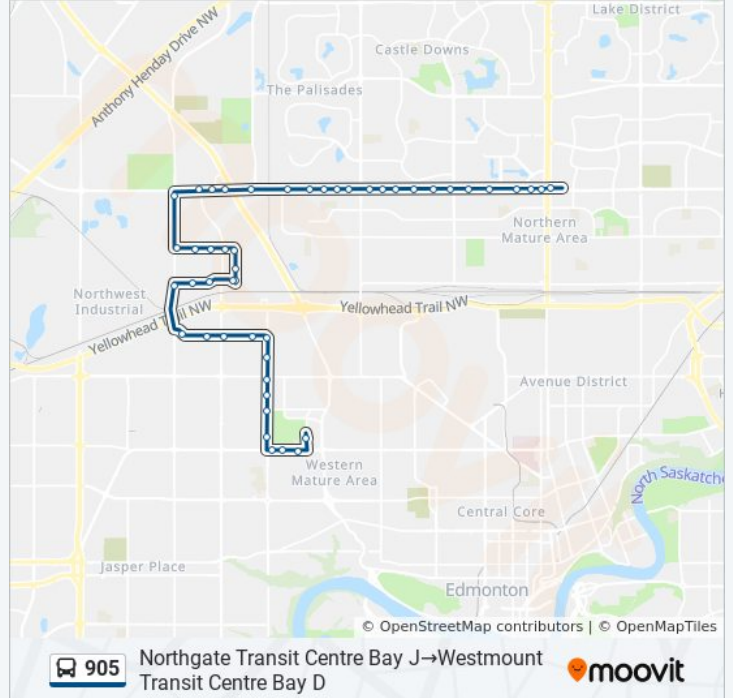 Lake District
Anthony Henday Drive NW
Castle Downs
The Palisades
Northern
Mature Area
Northwest
Industrial
Yellowhead Trail NW
Yellowhead NW
Avenue District
North Saskatche
Western
Mature Area
Central Core
Jasper Place
Edmonton
© OpenStreetMap contributors | © OpenMapTiles
905
Northgate Transit Centre Bay J→Westmount
Transit Centre Bay D
moovit